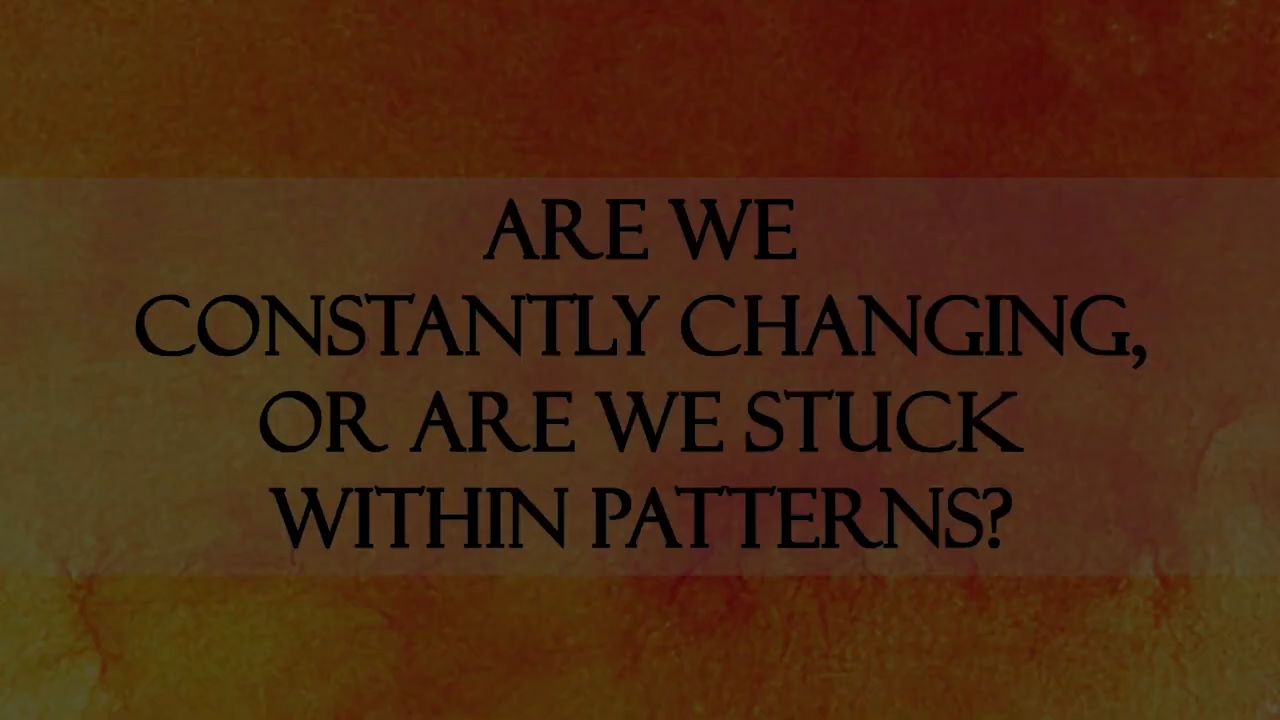 ARE WE
CONSTANTLY CHANGING,
OR ARE WE STUCK
WITHIN PATTERNS?